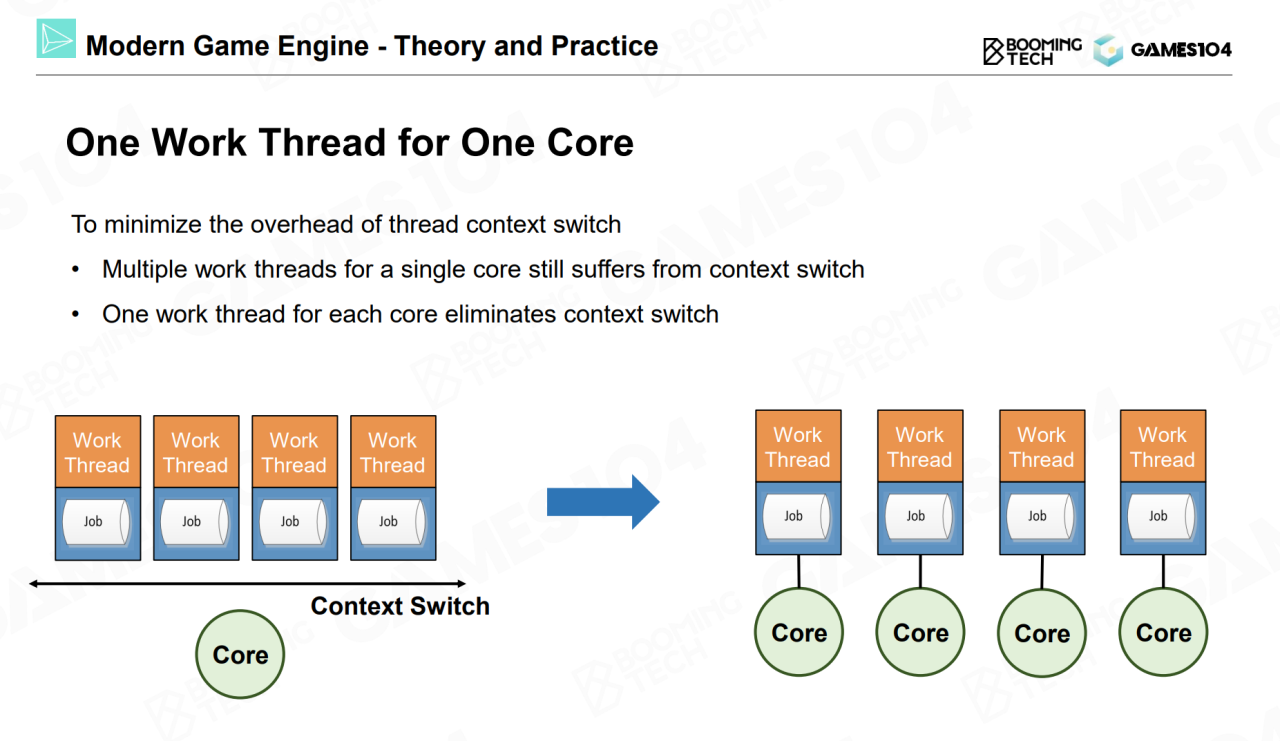 Modern Game Engine - Theory and Practice
BOOMING
TECH
GAMES104
One Work Thread for One Core
To minimize the overhead of thread context switch
• Multiple work threads for a single core still suffers from context switch
• One work thread for each core eliminates context switch
Work Thread
Work Thread
Work Thread
Work Thread
Job
Job
Job
Job
Context Switch
Core
Work Thread
Work Thread
Work Thread
Work Thread
Job
Job
Job
Job
Core
Core
Core
Core